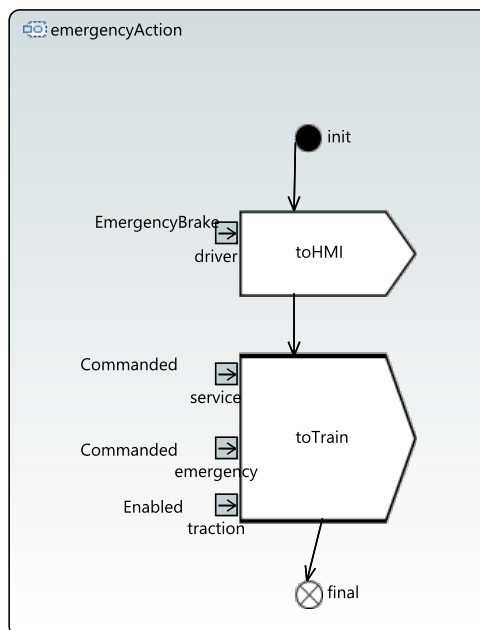 emergencyAction
init
EmergencyBrake
driver
toHMI
Commanded
service
toTrain
Commanded
emergency
Enabled
traction
final